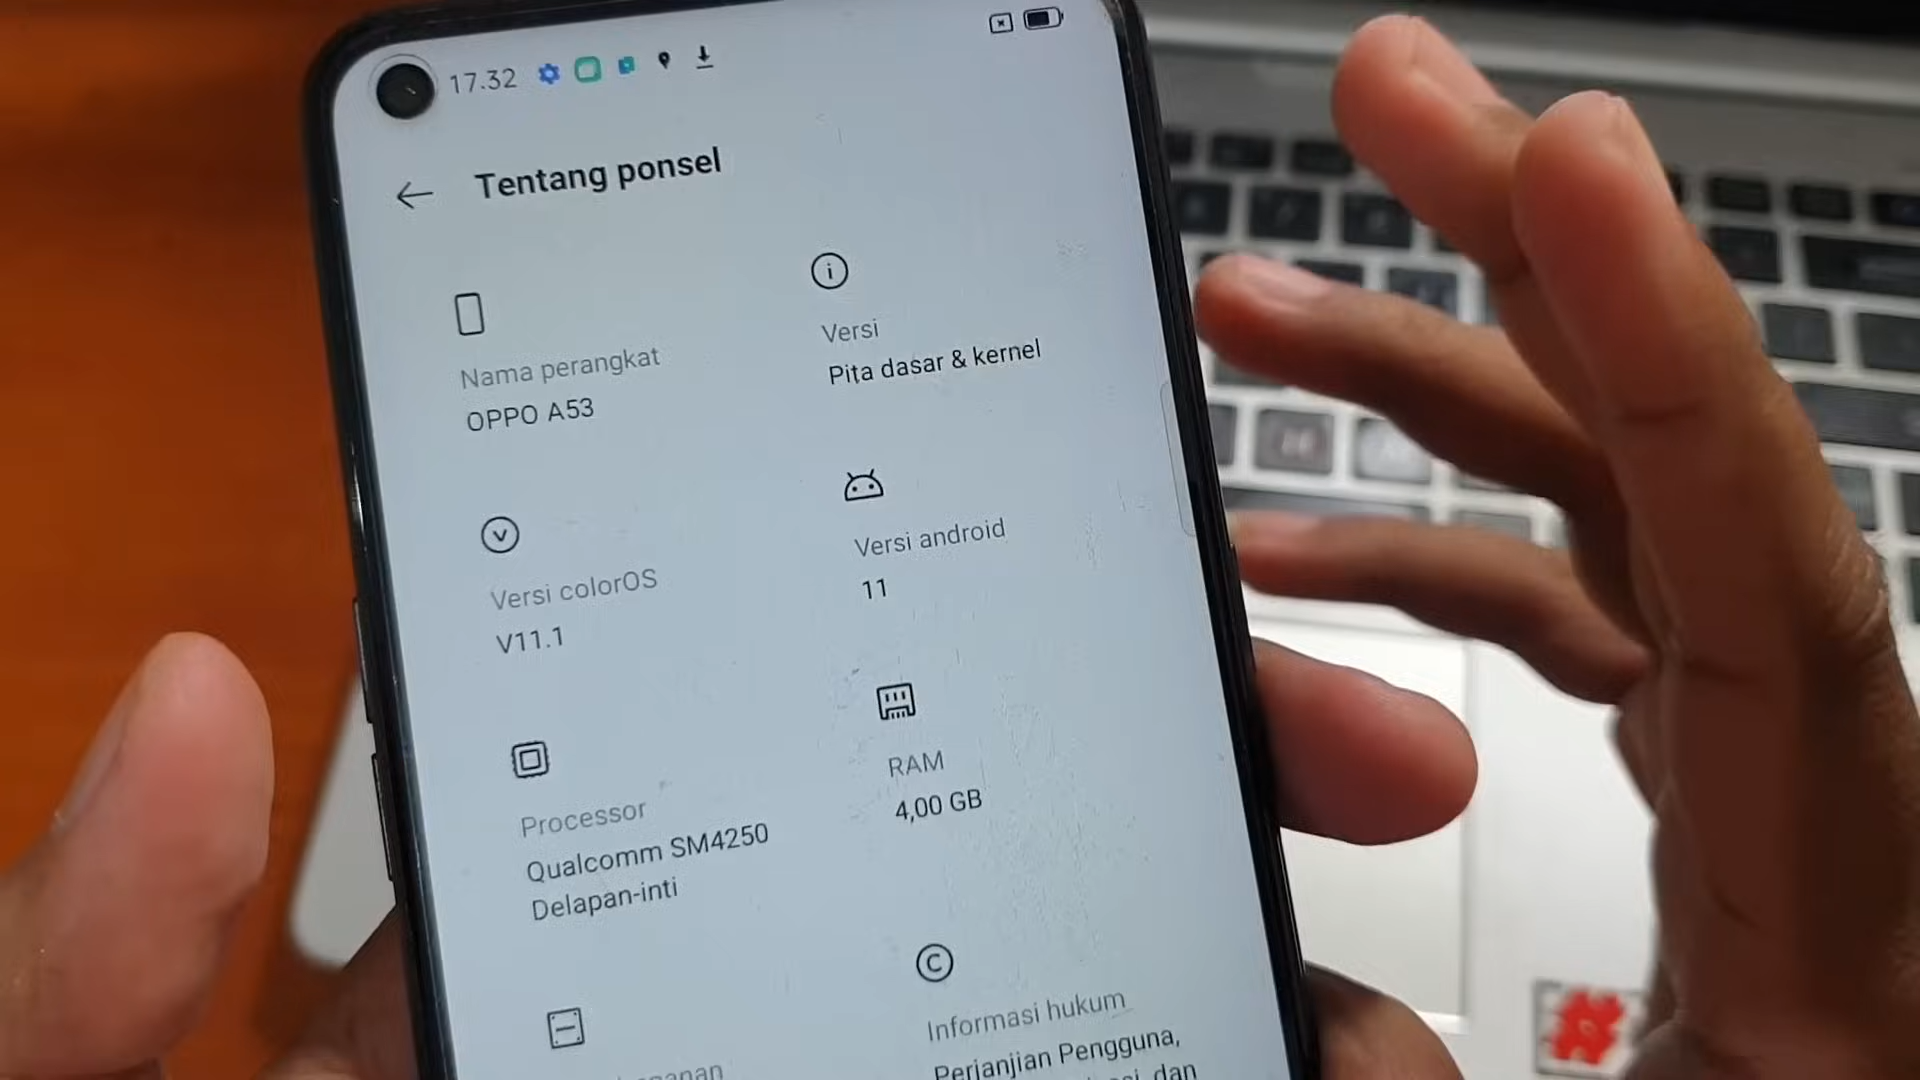 17.32
Tentang ponsel
Nama perangkat
OPPO A53
Versi
Pita dasar & kernel
Versi colorOS
V11.1
Versi android
11
Processor
Qualcomm SM4250
Delapan-inti
RAM
4,00 GB
Informasi hukum
Perjanjian Pengguna,
dan